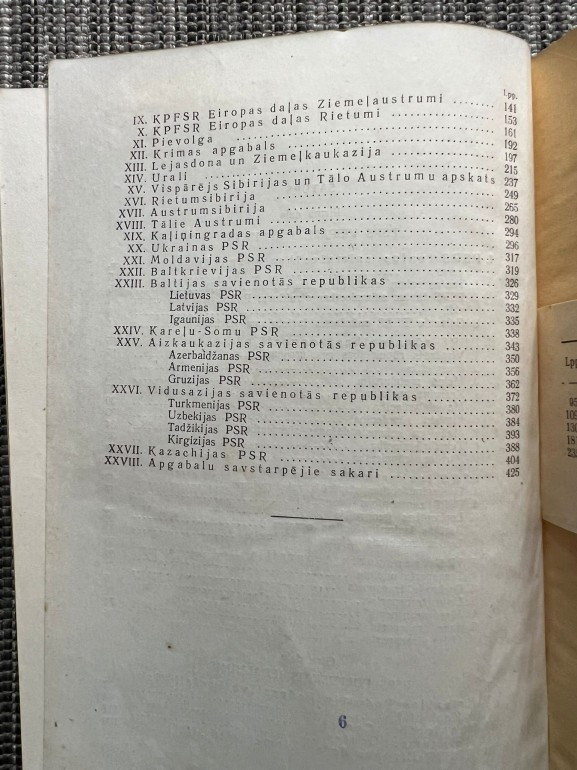 Lpp.
IX. KPFSR Eiropas daļas Ziemeļaustrumi ........ 141
X. KPFSR Eiropas daļas Rietumi ............... 153
XI. Pievolga ............... 161
XII. Krimas apgabals ............... 192
XIII. Lejasdona un Ziemeļkaukazija ............... 197
XIV. Urali ............... 215
XV. Vispārējs Sibirijas un Tālo Austrumu apskats 237
XVI. Rietumsibirija ............... 249
XVII. Austrumsibirija ............... 265
XVIII. Tālie Austrumi ............... 280
XIX. Kaļiņingradas apgabals ............... 294
XX. Ukrainas PSR ............... 296
XXI. Moldavijas PSR ............... 317
XXII. Baltkrievijas PSR ............... 319
XXIII. Baltijas savienotās republikas ............... 326
Lietuvas PSR ............... 329
Latvijas PSR ............... 332
Igaunijas PSR ............... 335
XXIV. Kareļu-Somu PSR ............... 338
XXV. Aizkaukazijas savienotās republikas ........ 343
Azerbaidžanas PSR ............... 350
Armenijas PSR ............... 356
Gruzijas PSR ............... 362
XXVI. Vidusazijas savienotās republikas ............ 372
Turkmenijas PSR ............... 380
Uzbekijas PSR ............... 384
Tadžikijas PSR ............... 393
Kirgizijas PSR ............... 388
XXVII. Kazachijas PSR ............... 404
XXVIII. Apgabalu savstarpējie sakari ............... 425
6